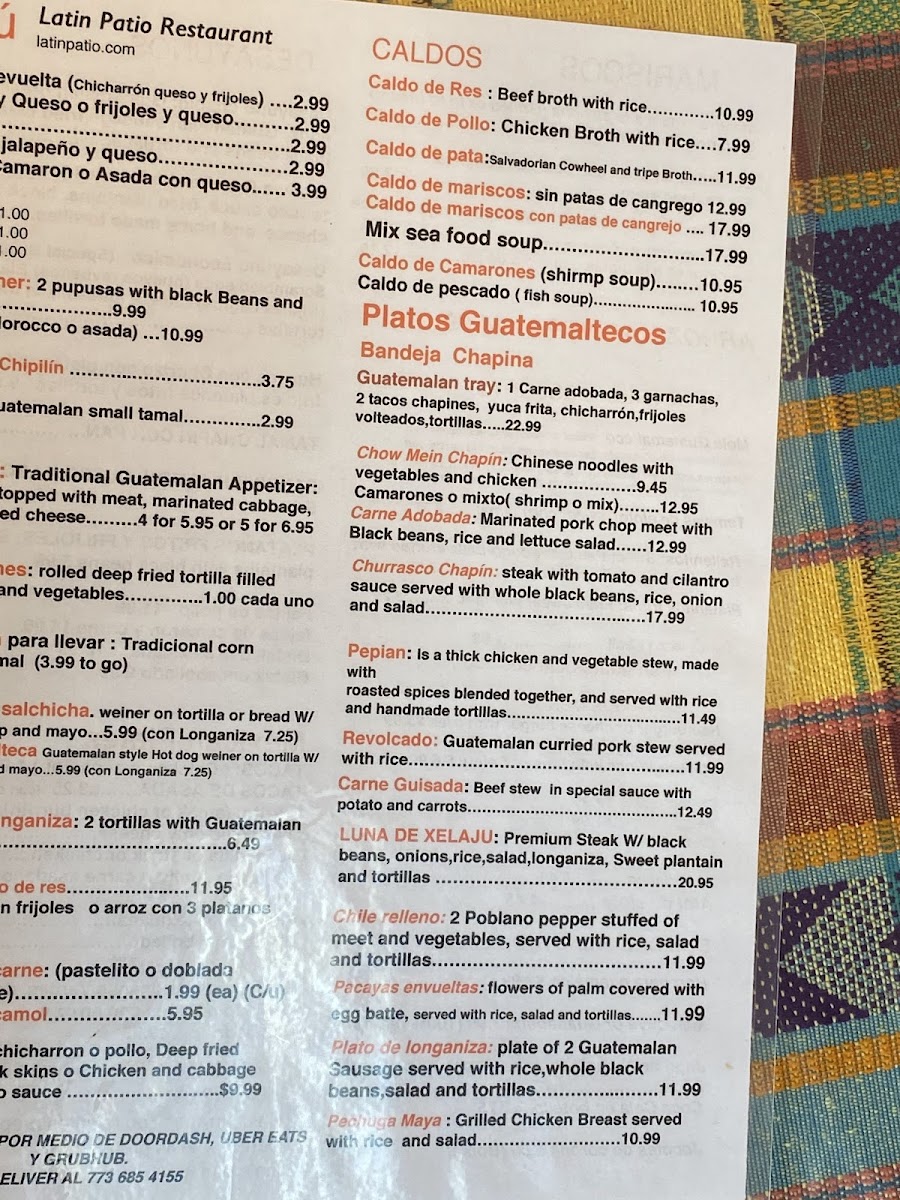 ú Latin Patio Restaurant
latinpatio.com
evuelta (Chicharrón queso y frijoles) ....2.99
y Queso o frijoles y queso..........2.99
......................................................2.99
jalapeño y queso.....................2.99
Camaron o Asada con queso...... 3.99
1.00
1.00
1.00
ner: 2 pupusas with black Beans and
.....................9.99
Morocco o asada) ...10.99
Chipilín ..................................3.75
uatemalan small tamal.................2.99
: Traditional Guatemalan Appetizer:
topped with meat, marinated cabbage,
ed cheese.........4 for 5.95 or 5 for 6.95
nes: rolled deep fried tortilla filled
and vegetables..............1.00 cada uno
para llevar : Tradicional corn
mal (3.99 to go)
salchicha. weiner on tortilla or bread W/
p and mayo...5.99 (con Longaniza 7.25)
lteca Guatemalan style Hot dog weiner on tortilla W/
d mayo...5.99 (con Longaniza 7.25)
nganiza: 2 tortillas with Guatemalan
.........................................6.49
o de res......................11.95
n frijoles o arroz con 3 platanos
carne: (pastelito o doblada
e)..........................1.99 (ea) (C/u)
camol.....................5.95
chicharron o pollo, Deep fried
k skins o Chicken and cabbage
o sauce ...........................$9.99
POR MEDIO DE DOORDASH, UBER EATS
Y GRUBHUB.
ELIVER AL 773 685 4155
CALDOS
Caldo de Res : Beef broth with rice.............10.99
Caldo de Pollo: Chicken Broth with rice....7.99
Caldo de pata:Salvadorian Cowheel and tripe Broth.....11.99
Caldo de mariscos: sin patas de cangrego 12.99
Caldo de mariscos con patas de cangrejo .... 17.99
Mix sea food soup............................17.99
Caldo de Camarones (shirmp soup)........10.95
Caldo de pescado ( fish soup)........................ 10.95
Platos Guatemaltecos
Bandeja Chapina
Guatemalan tray: 1 Carne adobada, 3 garnachas,
2 tacos chapines, yuca frita, chicharrón,frijoles
volteados,tortillas.....22.99
Chow Mein Chapín: Chinese noodles with
vegetables and chicken .................9.45
Camarones o mixto( shrimp o mix)........12.95
Carne Adobada: Marinated pork chop meet with
Black beans, rice and lettuce salad......12.99
Churrasco Chapín: steak with tomato and cilantro
sauce served with whole black beans, rice, onion
and salad.......................................17.99
Pepian: Is a thick chicken and vegetable stew, made
with
roasted spices blended together, and served with rice
and handmade tortillas.....................................11.49
Revolcado: Guatemalan curried pork stew served
with rice..................................................11.99
Carne Guisada: Beef stew in special sauce with
potato and carrots.............................................12.49
LUNA DE XELAJU: Premium Steak W/ black
beans, onions,rice,salad,longaniza, Sweet plantain
and tortillas ............................................20.95
Chile relleno: 2 Poblano pepper stuffed of
meet and vegetables, served with rice, salad
and tortillas..........................................11.99
Pacayas envueltas: flowers of palm covered with
egg batte, served with rice, salad and tortillas.......11.99
Plato de longaniza: plate of 2 Guatemalan
Sausage served with rice,whole black
beans,salad and tortillas......................11.99
Pechuga Maya : Grilled Chicken Breast served
with rice and salad..........................10.99